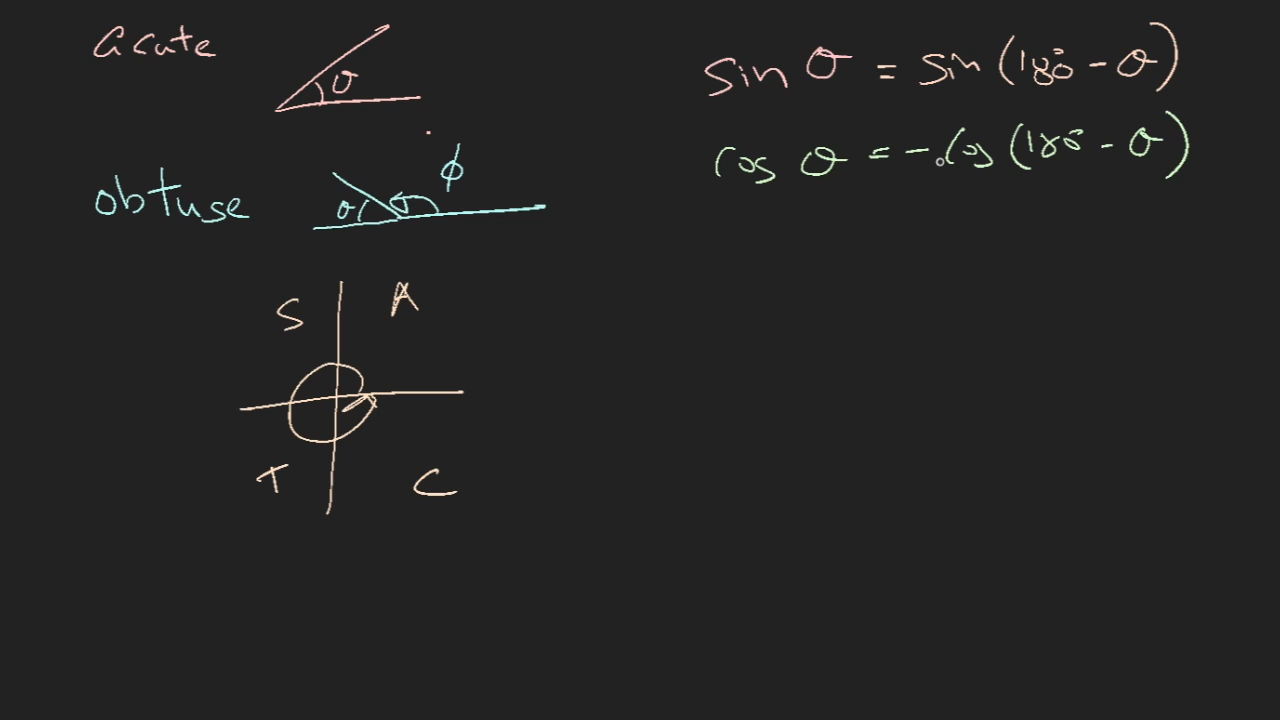 acute
θ
sin θ = sin (180° - θ)
cos θ = - cos (180° - θ)
obtuse
θ ϕ
S A
T C